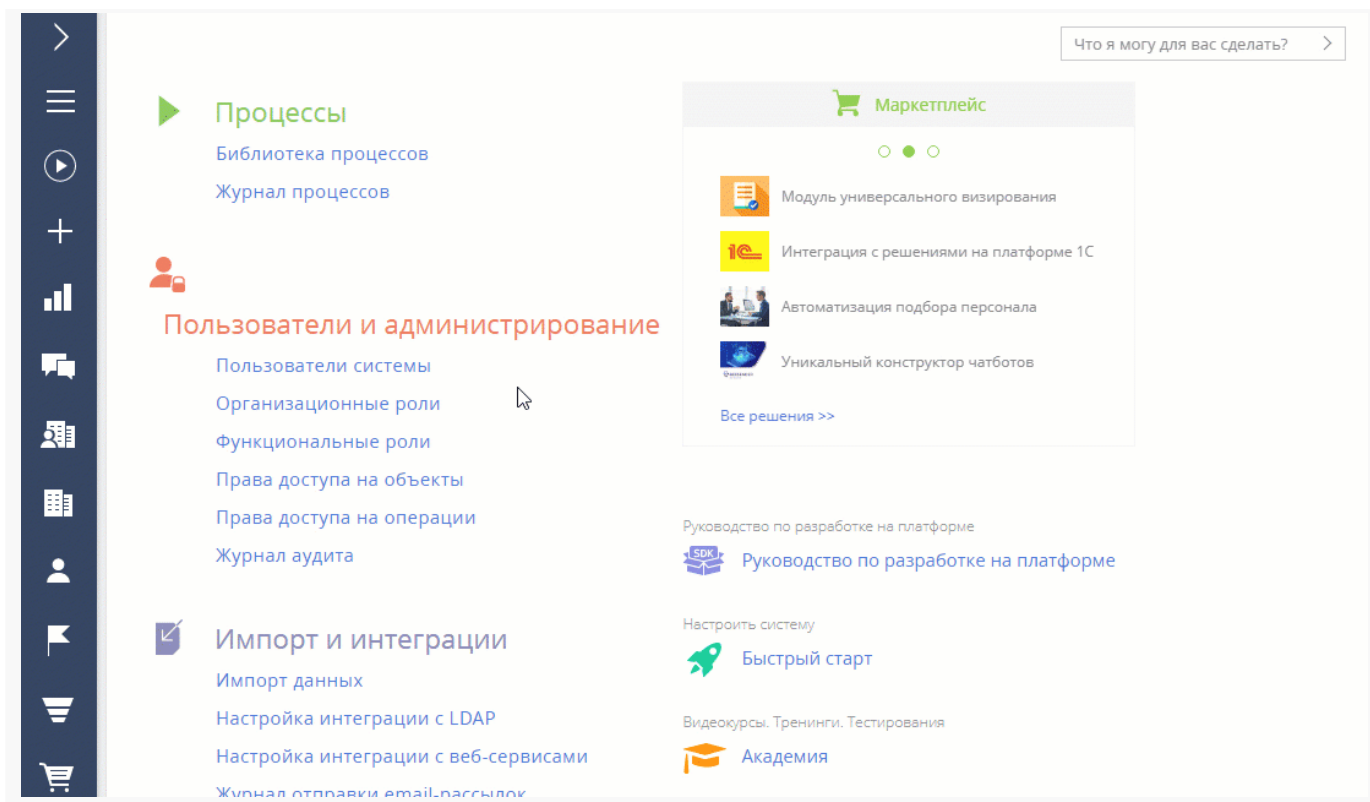 Что я могу для вас сделать?
Процессы
Библиотека процессов
Журнал процессов
Пользователи и администрирование
Пользователи системы
Организационные роли
Функциональные роли
Права доступа на объекты
Права доступа на операции
Журнал аудита
Импорт и интеграции
Импорт данных
Настройка интеграции с LDAP
Настройка интеграции с веб-сервисами
Журнал отправки email-рассылок
Маркетплейс
Модуль универсального визирования
1С
Интеграция с решениями на платформе 1С
Автоматизация подбора персонала
Уникальный конструктор чатботов
Все решения >>
Руководство по разработке на платформе
SDK
Руководство по разработке на платформе
Настроить систему
Быстрый старт
Видеокурсы. Тренинги. Тестирования
Академия